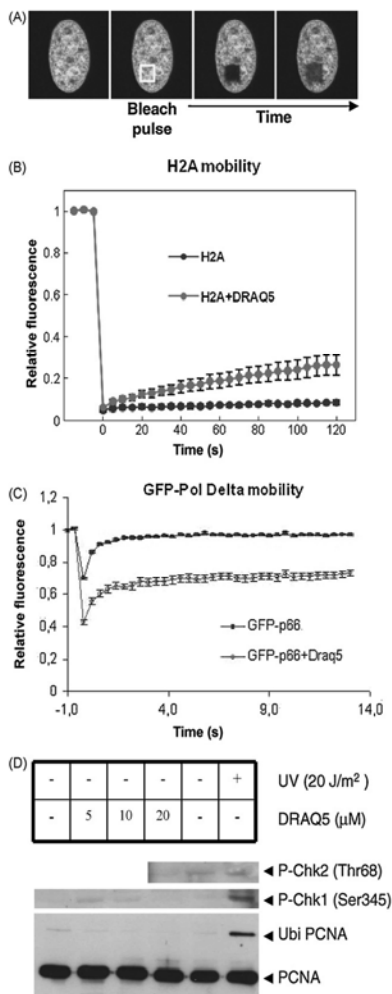 (A)
Bleach pulse
Time
(B)
H2A mobility
Relative fluorescence
1
0.8
0.6
0.4
0.2
0
H2A
H2A+DRAQ5
0 20 40 60 80 100 120
Time (s)
(C)
GFP-Pol Delta mobility
Relative fluorescence
1,2
1
0,8
0,6
0,4
0,2
0
GFP-p66
GFP-p66+Draq5
-1,0 4,0 9,0 14,0
Time (s)
(D)
- - - - - + UV (20 J/m²)
- 5 10 20 - - DRAQ5 (μM)
P-Chk2 (Thr68)
P-Chk1 (Ser345)
Ubi PCNA
PCNA